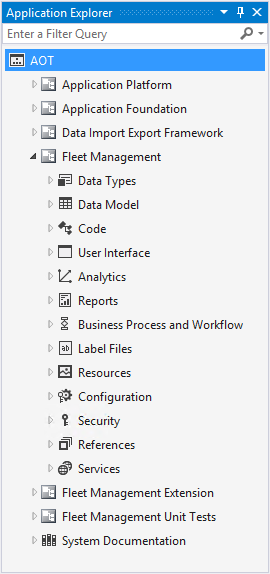 Application Explorer
Enter a Filter Query
AOT
Application Platform
Application Foundation
Data Import Export Framework
Fleet Management
Data Types
Data Model
Code
User Interface
Analytics
Reports
Business Process and Workflow
Label Files
Resources
Configuration
Security
References
Services
Fleet Management Extension
Fleet Management Unit Tests
System Documentation